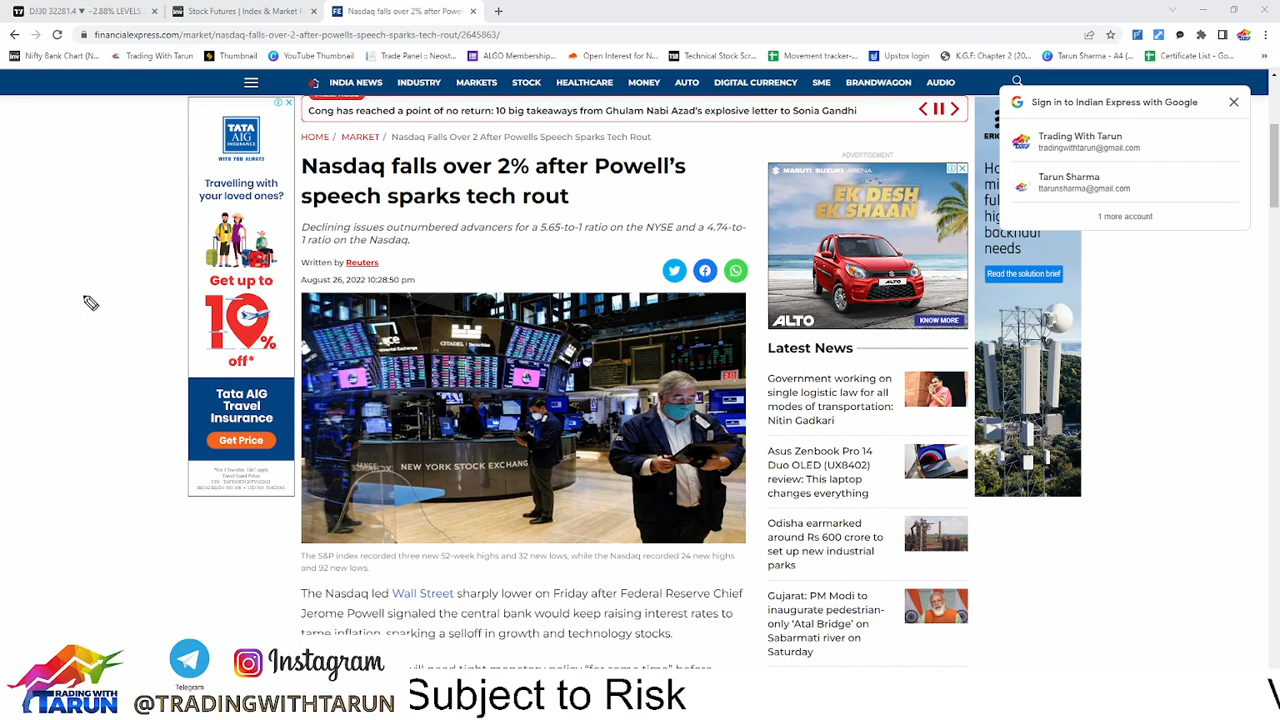 DJ30 32281.4 ▼ −2.88% LEVELS
Stock Futures | Index & Market F
Nasdaq falls over 2% after Powel
financialexpress.com/market/nasdaq-falls-over-2-after-powells-speech-sparks-tech-rout/2645863/
Nifty Bank Chart (N...
Trading With Tarun
Thumbnail
YouTube Thumbnail
Trade Panel :: Neost...
ALGO Membership...
Open Interest for N...
Technical Stock Scr...
Movement tracker-...
Upstox login
K.G.F: Chapter 2 (20...
Tarun Sharma - A4 (...
Certificate List - Go...
INDIA NEWS INDUSTRY MARKETS STOCK HEALTHCARE MONEY AUTO DIGITAL CURRENCY SME BRANDWAGON AUDIO
Cong has reached a point of no return: 10 big takeaways from Ghulam Nabi Azad's explosive letter to Sonia Gandhi
Sign in to Indian Express with Google
Trading With Tarun
tradingwithtarun@gmail.com
Tarun Sharma
ttarunsharma@gmail.com
1 more account
HOME / MARKET / Nasdaq Falls Over 2 After Powells Speech Sparks Tech Rout
Nasdaq falls over 2% after Powell's
speech sparks tech rout
Declining issues outnumbered advancers for a 5.65-to-1 ratio on the NYSE and a 4.74-to-
1 ratio on the Nasdaq.
Written by Reuters
August 26, 2022 10:28:50 pm
TATA
AIG
INSURANCE
WITH YOU ALWAYS
Travelling with
your loved ones?
Get up to
10%
off*
Tata AIG
Travel
Insurance
Get Price
CITADEL
NEW YORK STOCK EXCHANGE
EXIT
The S&P index recorded three new 52-week highs and 32 new lows, while the Nasdaq recorded 24 new highs
and 92 new lows.
The Nasdaq led Wall Street sharply lower on Friday after Federal Reserve Chief
Jerome Powell signaled the central bank would keep raising interest rates to
tame inflation, sparking a selloff in growth and technology stocks.
ADVERTISEMENT
MARUTI SUZUKI ARENA
EK DESH
EK SHAAN
ALTO
KNOW MORE
Latest News
Government working on
single logistic law for all
modes of transportation:
Nitin Gadkari
Asus Zenbook Pro 14
Duo OLED (UX8402)
review: This laptop
changes everything
Odisha earmarked
around Rs 600 crore to
set up new industrial
parks
Gujarat: PM Modi to
inaugurate pedestrian-
only 'Atal Bridge' on
Sabarmati river on
Saturday
needs
Read the solution brief
TRADING WITH
TARUN
Telegram
Instagram
@TRADINGWITHTARUN
Subject to Risk